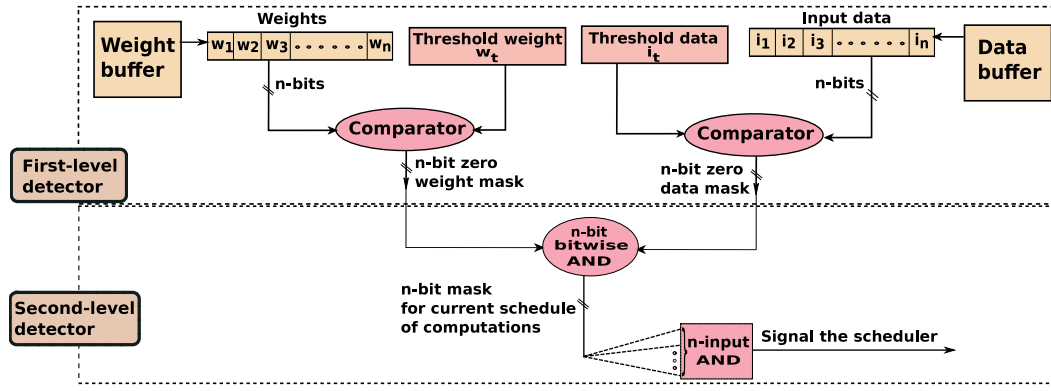 Weight
buffer
Weights
w1 w2 w3 wn
Threshold weight
wt
Threshold data
it
Input data
i1 i2 i3 in
Data
buffer
n-bits
n-bits
Comparator
Comparator
First-level
detector
n-bit zero
weight mask
n-bit zero
data mask
n-bit
bitwise
AND
Second-level
detector
n-bit mask
for current schedule
of computations
n-input
AND
Signal the scheduler